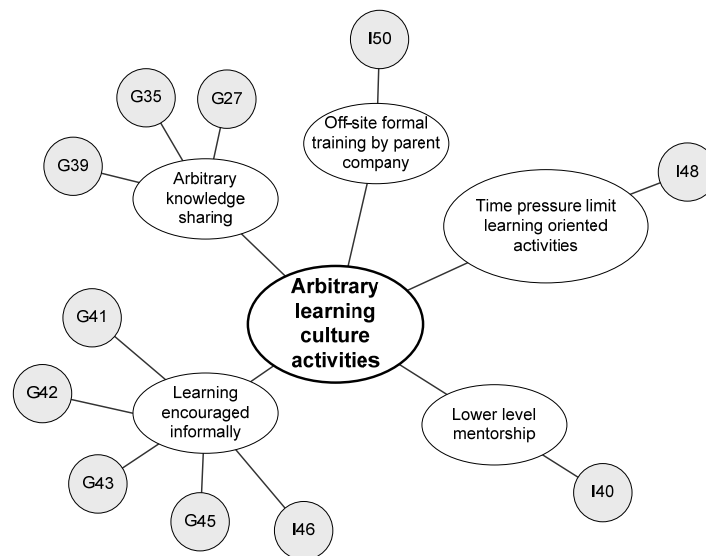 I50
G35
G27
Off-site formal
training by parent
company
G39
Arbitrary
knowledge
sharing
I48
Time pressure limit
learning oriented
activities
Arbitrary
learning
culture
activities
G41
G42
Learning
encouraged
informally
Lower level
mentorship
G43
G45
I46
I40